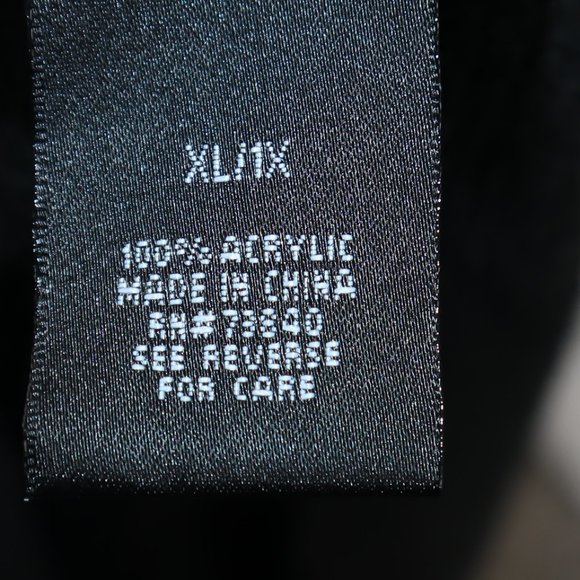 XL/1X
100% ACRYLIC
MADE IN CHINA
RN# 73840
SEE REVERSE
FOR CARE